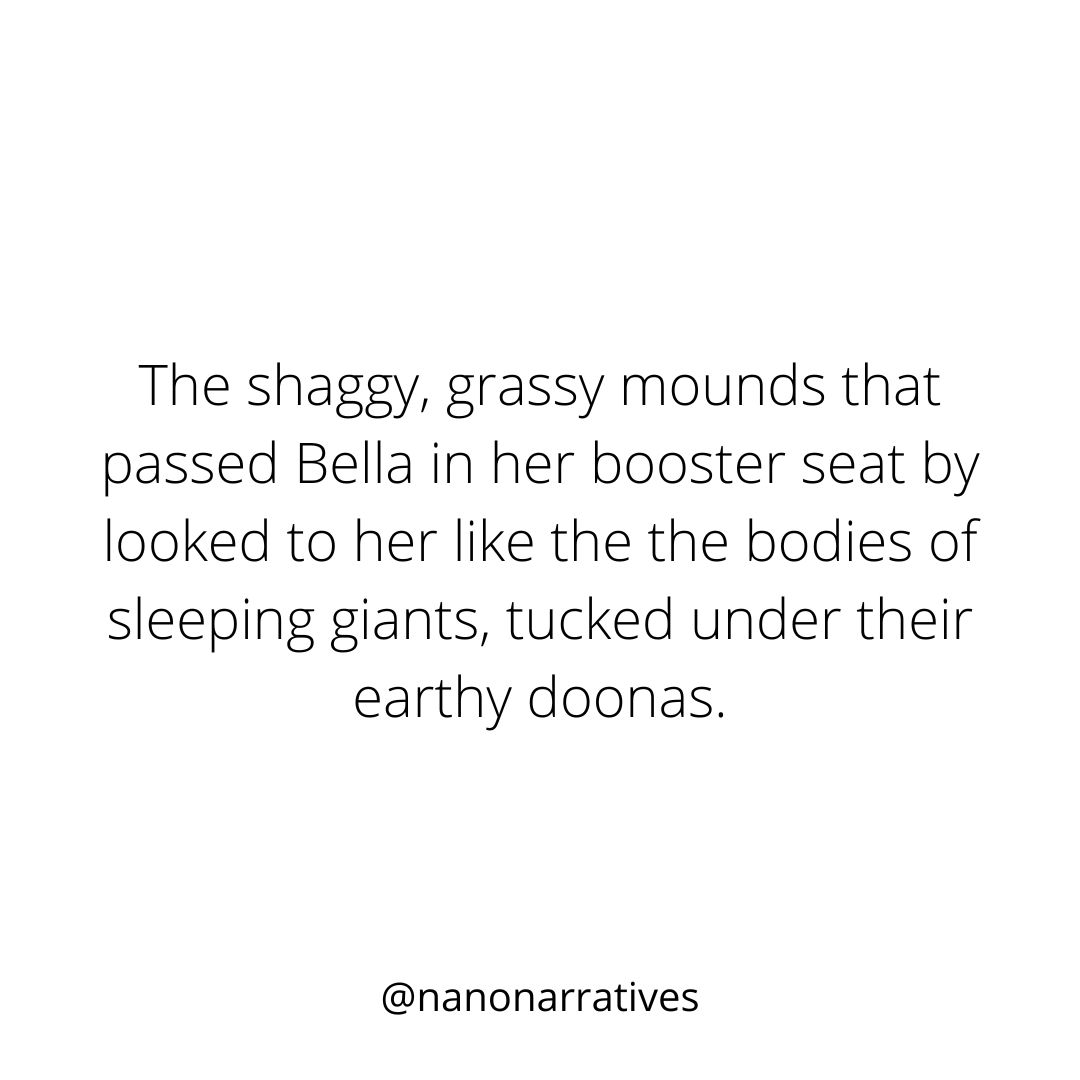 The shaggy, grassy mounds that
passed Bella in her booster seat by
looked to her like the the bodies of
sleeping giants, tucked under their
earthy doonas.
@nanonarratives